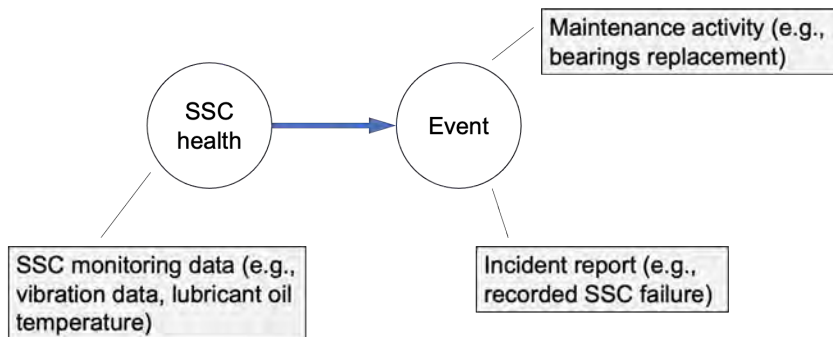 Maintenance activity (e.g.,
bearings replacement)
SSC
health
Event
SSC monitoring data (e.g.,
vibration data, lubricant oil
temperature)
Incident report (e.g.,
recorded SSC failure)